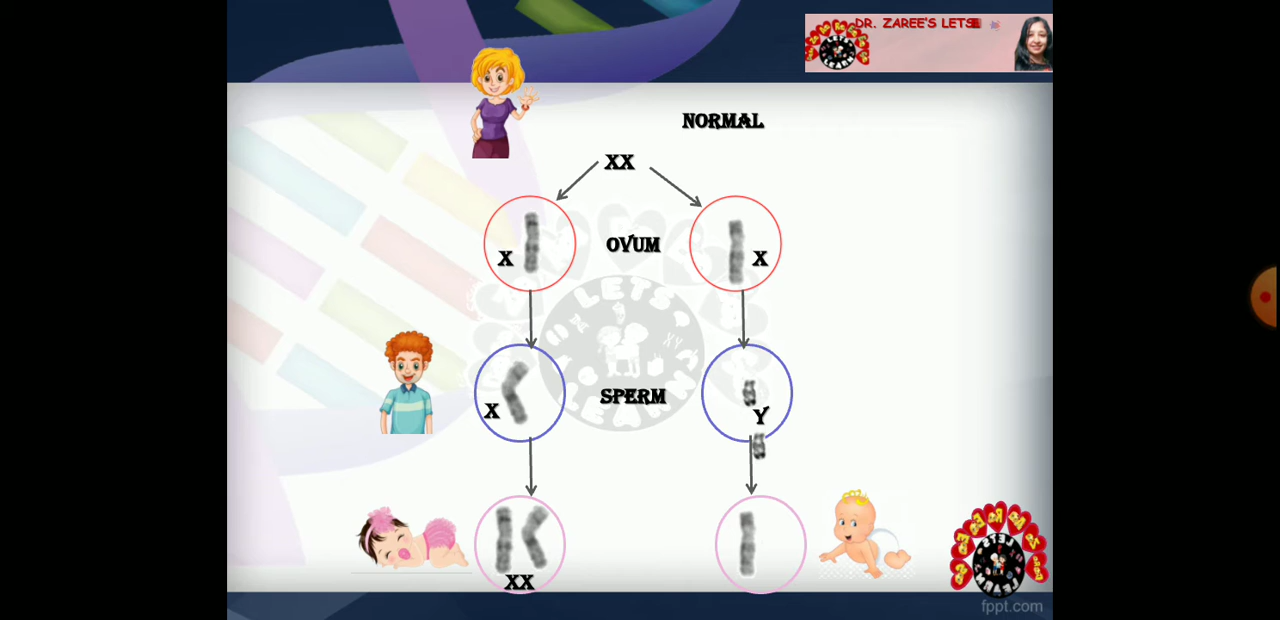 DR. ZAREE'S LETS
NORMAL
XX
X
OVUM
X
X
SPERM
Y
XX
fppt.com